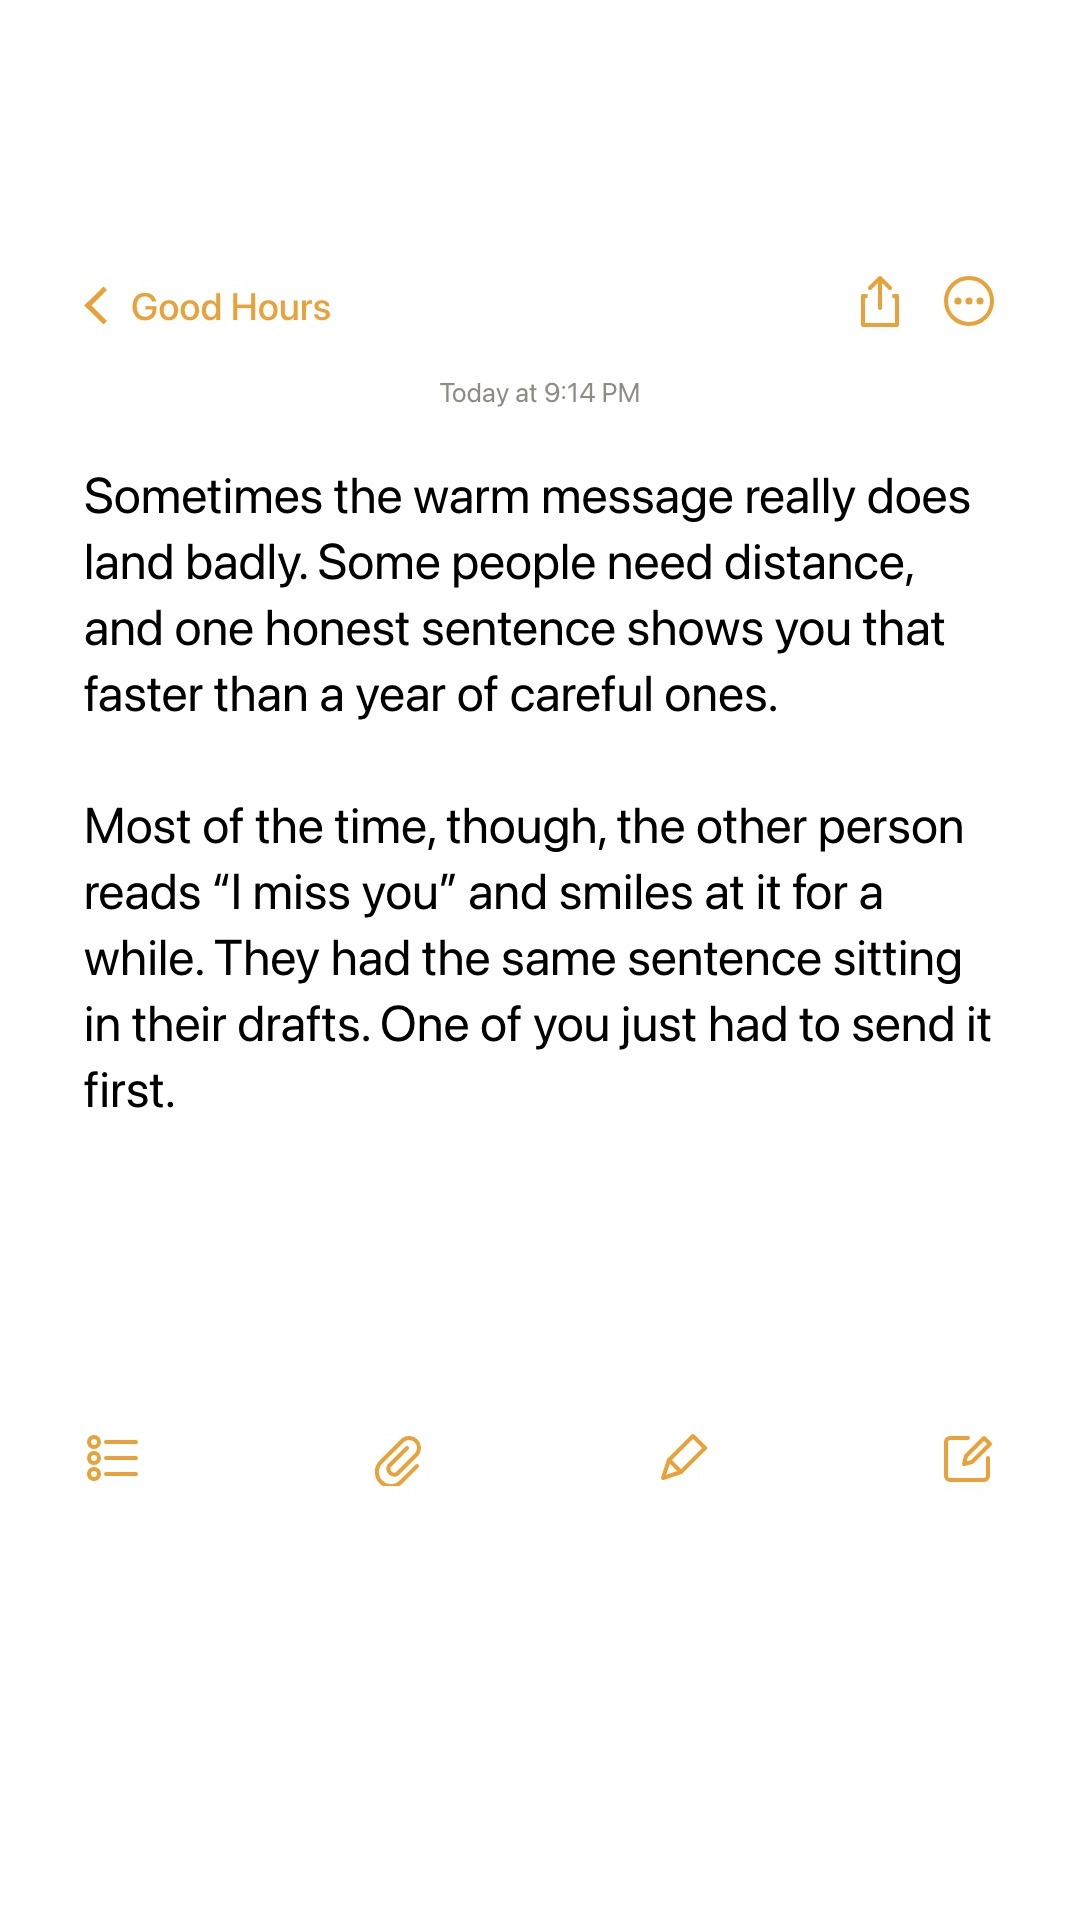 Good Hours
Today at 9:14 PM
Sometimes the warm message really does
land badly. Some people need distance,
and one honest sentence shows you that
faster than a year of careful ones.
Most of the time, though, the other person
reads “I miss you” and smiles at it for a
while. They had the same sentence sitting
in their drafts. One of you just had to send it
first.